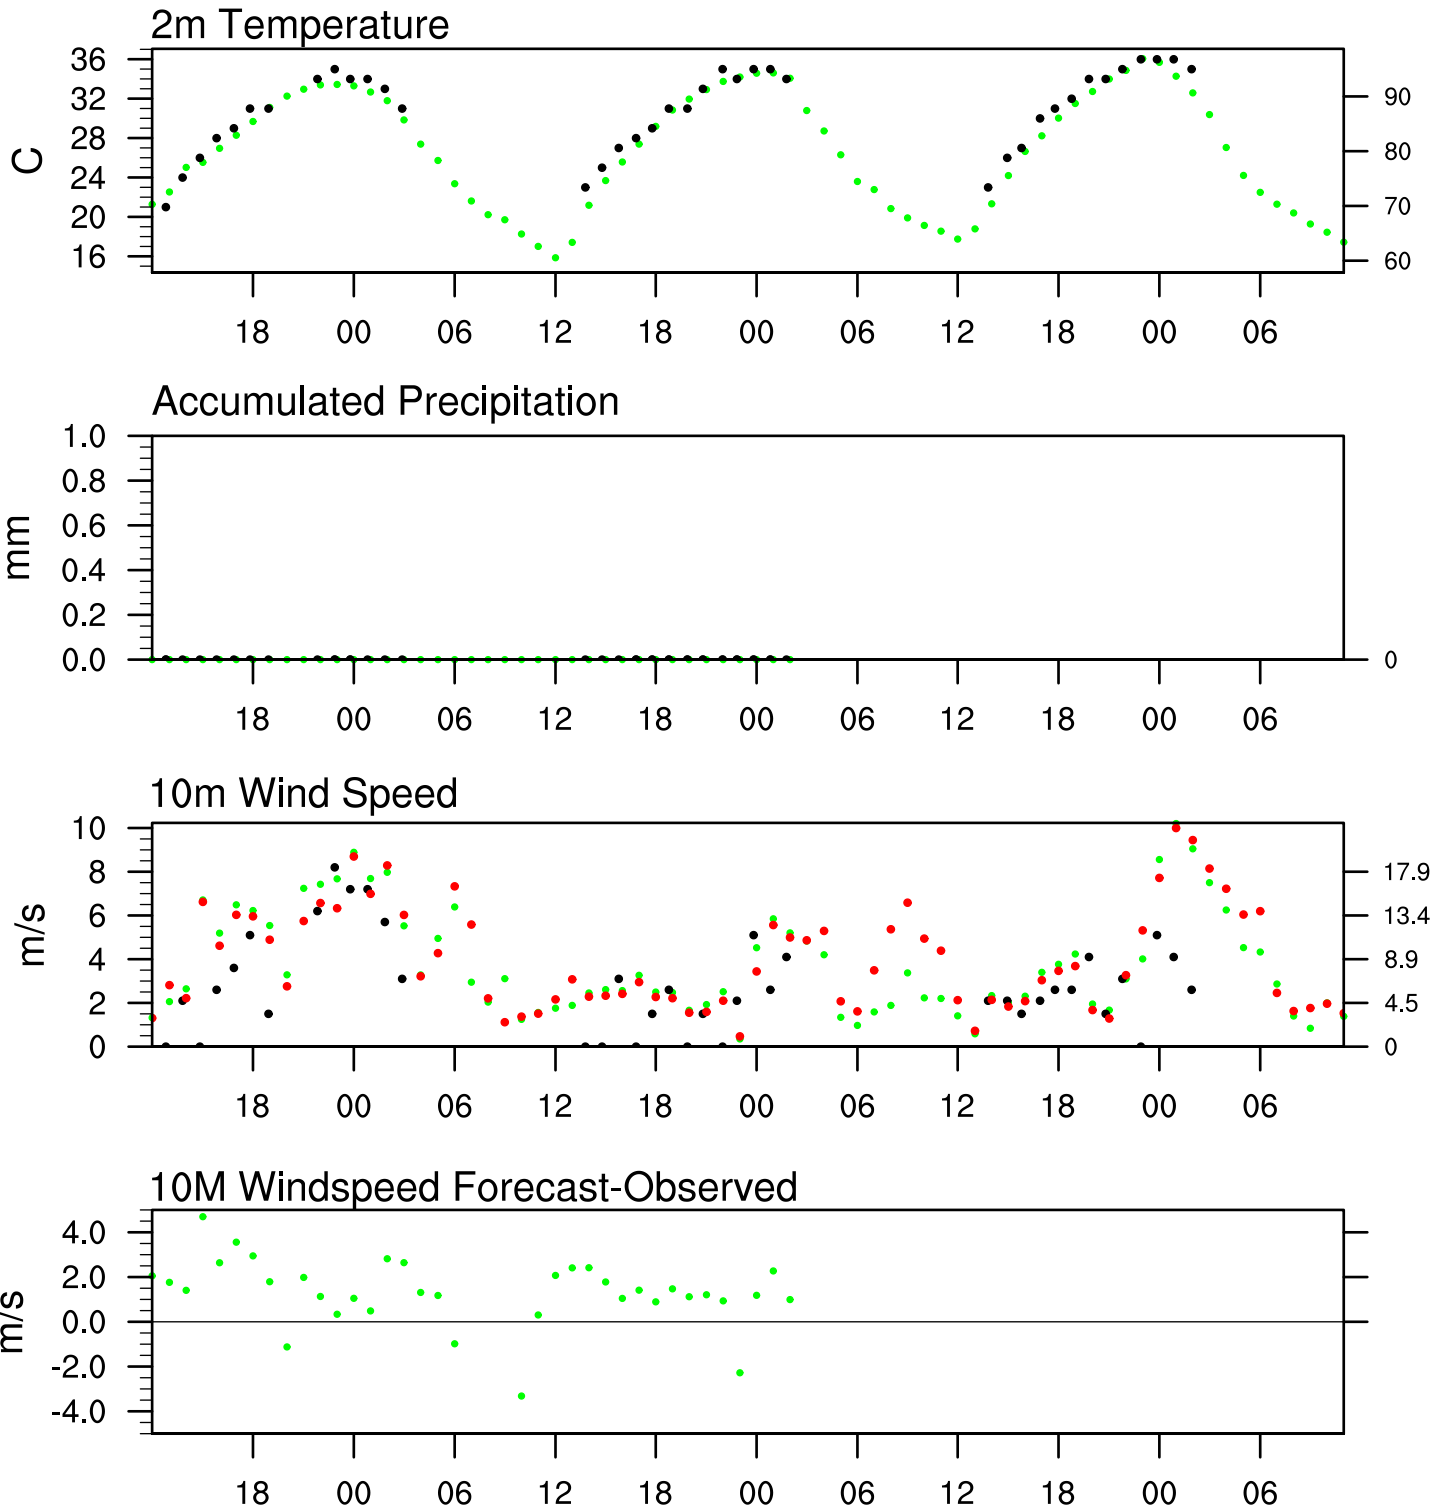 2m Temperature
36
32
28
24
20
16
C
90
80
70
60
18 00 06 12 18 00 06 12 18 00 06
Accumulated Precipitation
1.0
0.8
0.6
0.4
0.2
0.0
mm
0
18 00 06 12 18 00 06 12 18 00 06
10m Wind Speed
10
8
6
4
2
0
m/s
17.9
13.4
8.9
4.5
0
18 00 06 12 18 00 06 12 18 00 06
10M Windspeed Forecast-Observed
4.0
2.0
0.0
-2.0
-4.0
m/s
18 00 06 12 18 00 06 12 18 00 06